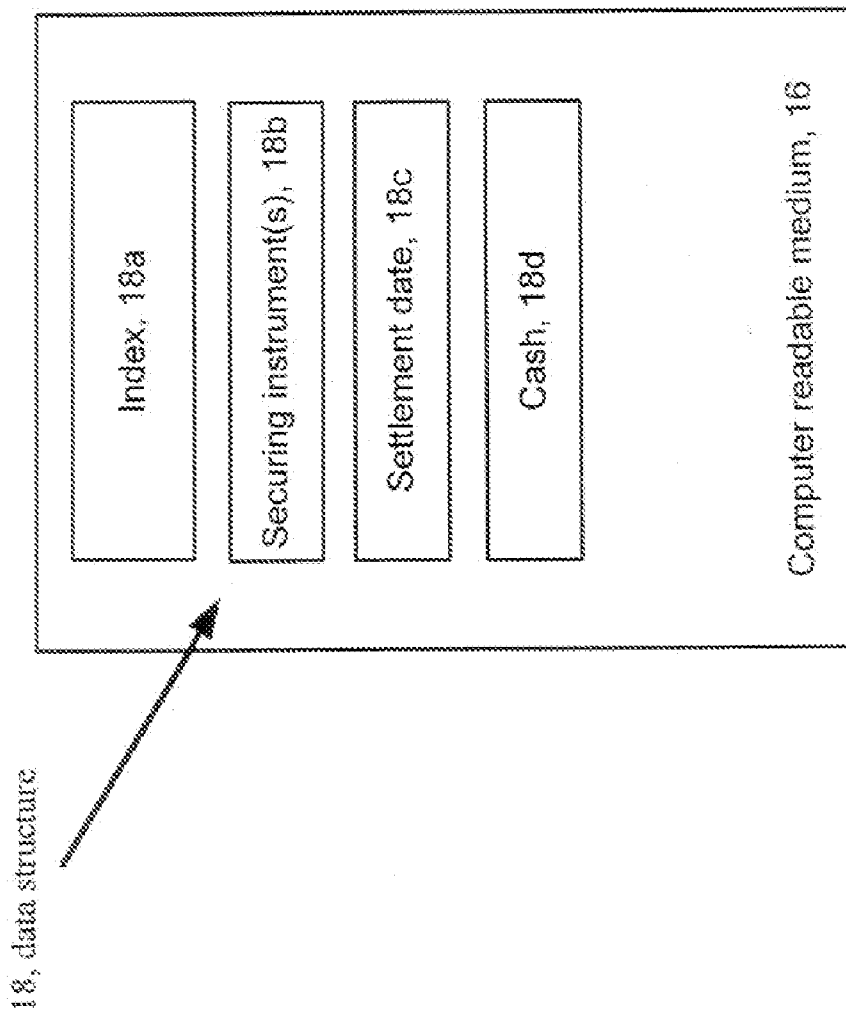 18, data structure
Index, 18a
Securing instrument(s), 18b
Settlement date, 18c
Cash, 18d
Computer readable medium, 16